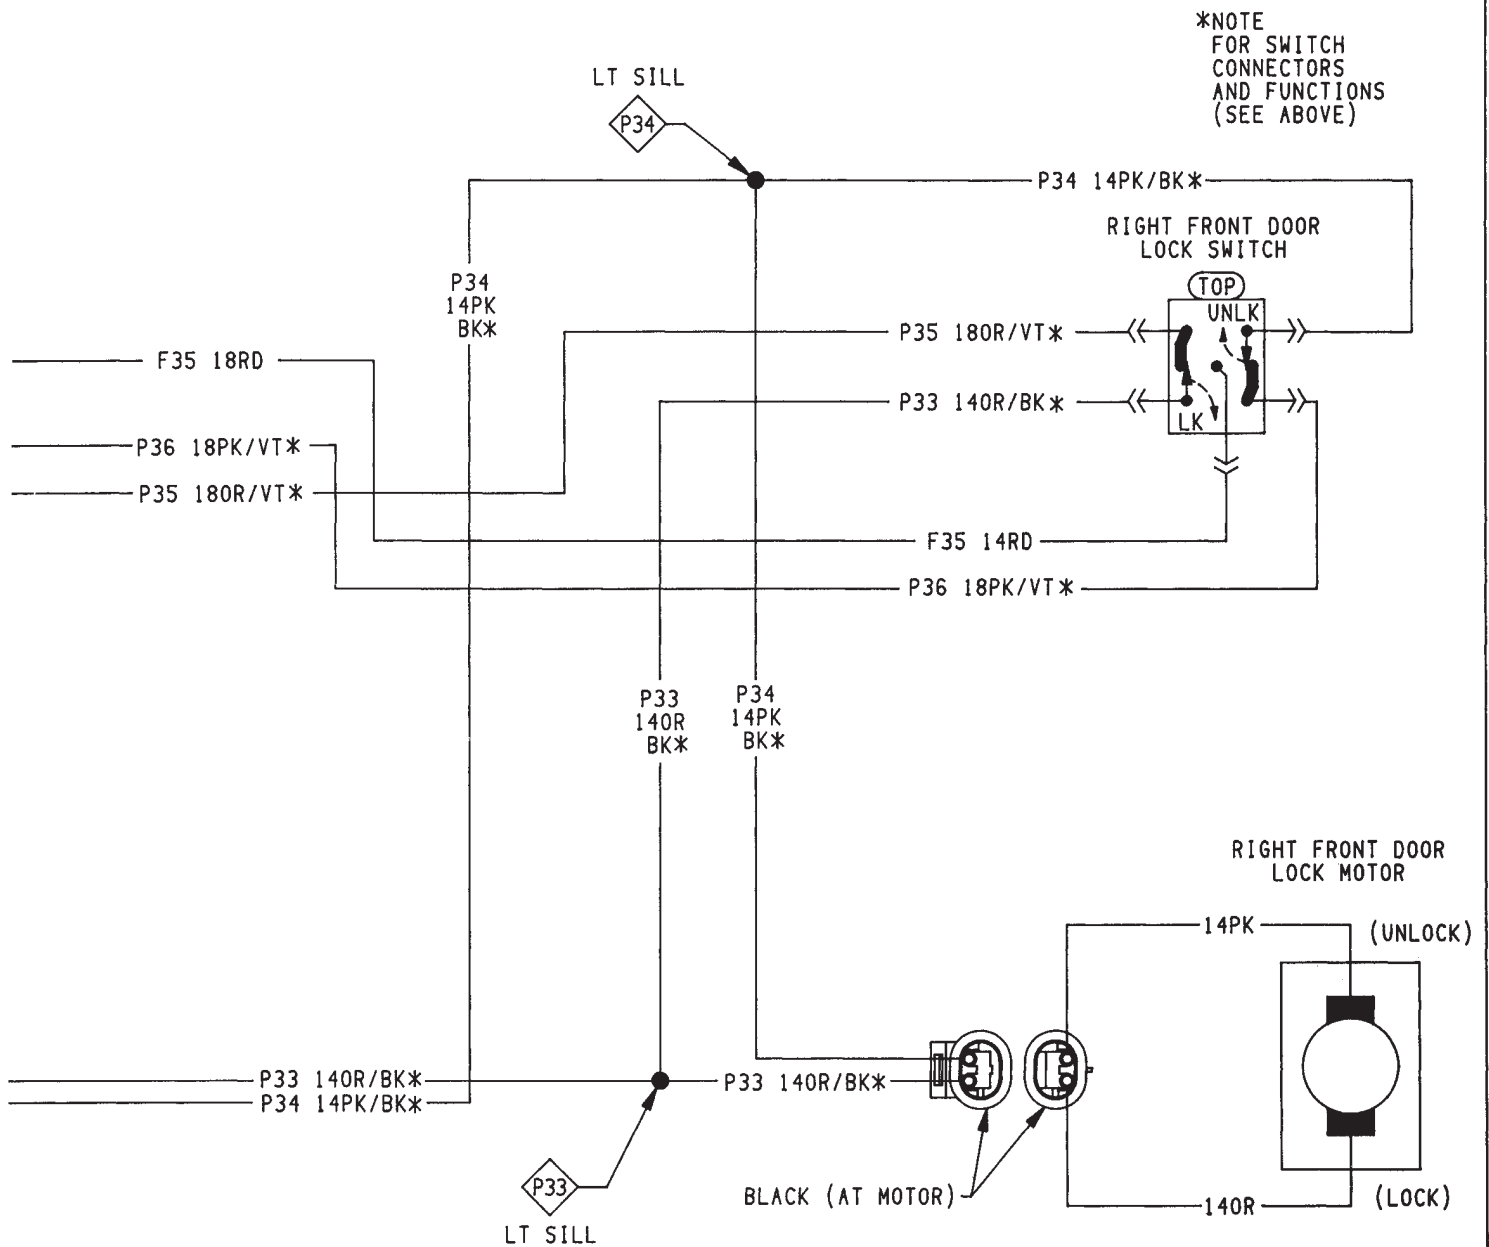 *NOTE
FOR SWITCH
CONNECTORS
AND FUNCTIONS
(SEE ABOVE)
LT SILL
P34
P34 14PK/BK*
RIGHT FRONT DOOR
LOCK SWITCH
TOP
UNLK
P34
14PK
BK*
P35 18OR/VT*
F35 18RD
P33 14OR/BK*
LK
P36 18PK/VT*
P35 18OR/VT*
F35 14RD
P36 18PK/VT*
P33
14OR
BK*
P34
14PK
BK*
RIGHT FRONT DOOR
LOCK MOTOR
14PK
(UNLOCK)
P33 14OR/BK*
P34 14PK/BK*
P33 14OR/BK*
P33
LT SILL
BLACK (AT MOTOR)
14OR
(LOCK)